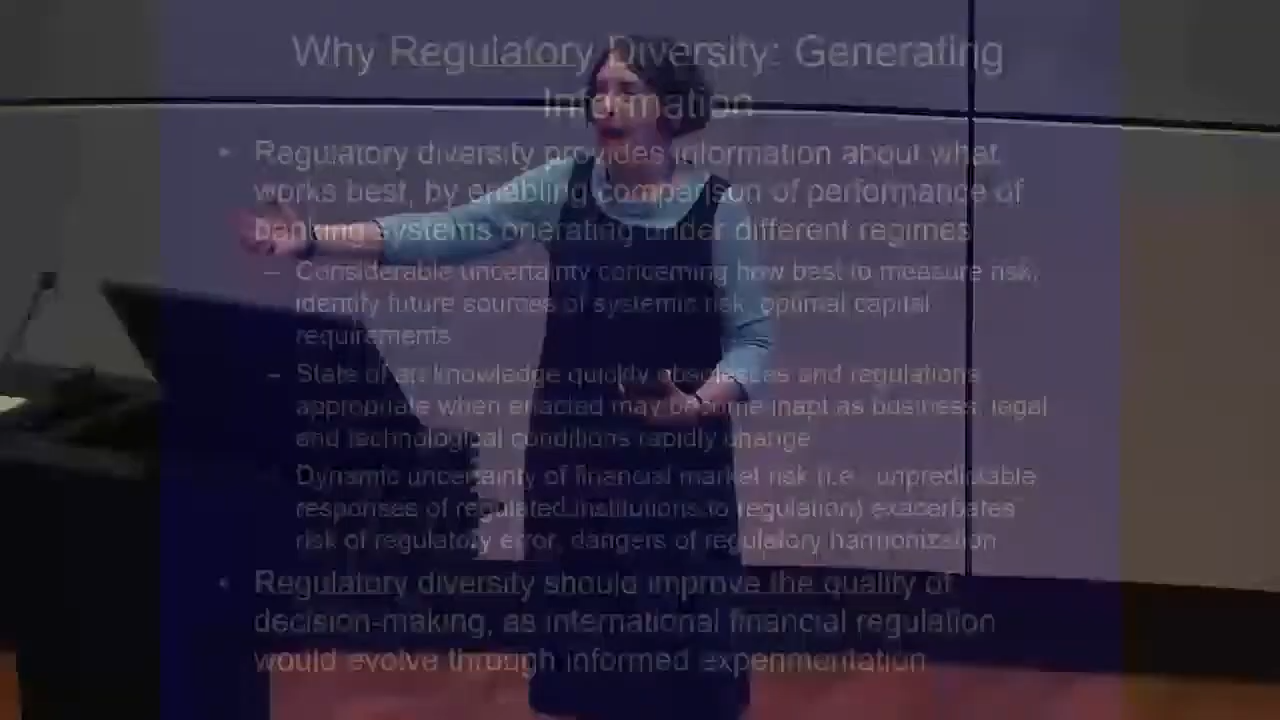 Why Regulatory Diversity: Generating
Information
• Regulatory diversity provides information about what
works best, by enabling comparison of performance of
banking systems operating under different regimes
– Considerable uncertainty concerning how best to measure risk,
identify future sources of systemic risk, optimal capital
requirements
– State of art knowledge quickly obsolesces and regulations
appropriate when enacted may become inapt as business, legal
and technological conditions rapidly change
Dynamic uncertainty of financial market risk (i.e., unpredictable
responses of regulated institutions to regulation) exacerbates
risk of regulatory error, dangers of regulatory harmonization
• Regulatory diversity should improve the quality of
decision-making, as international financial regulation
would evolve through informed experimentation